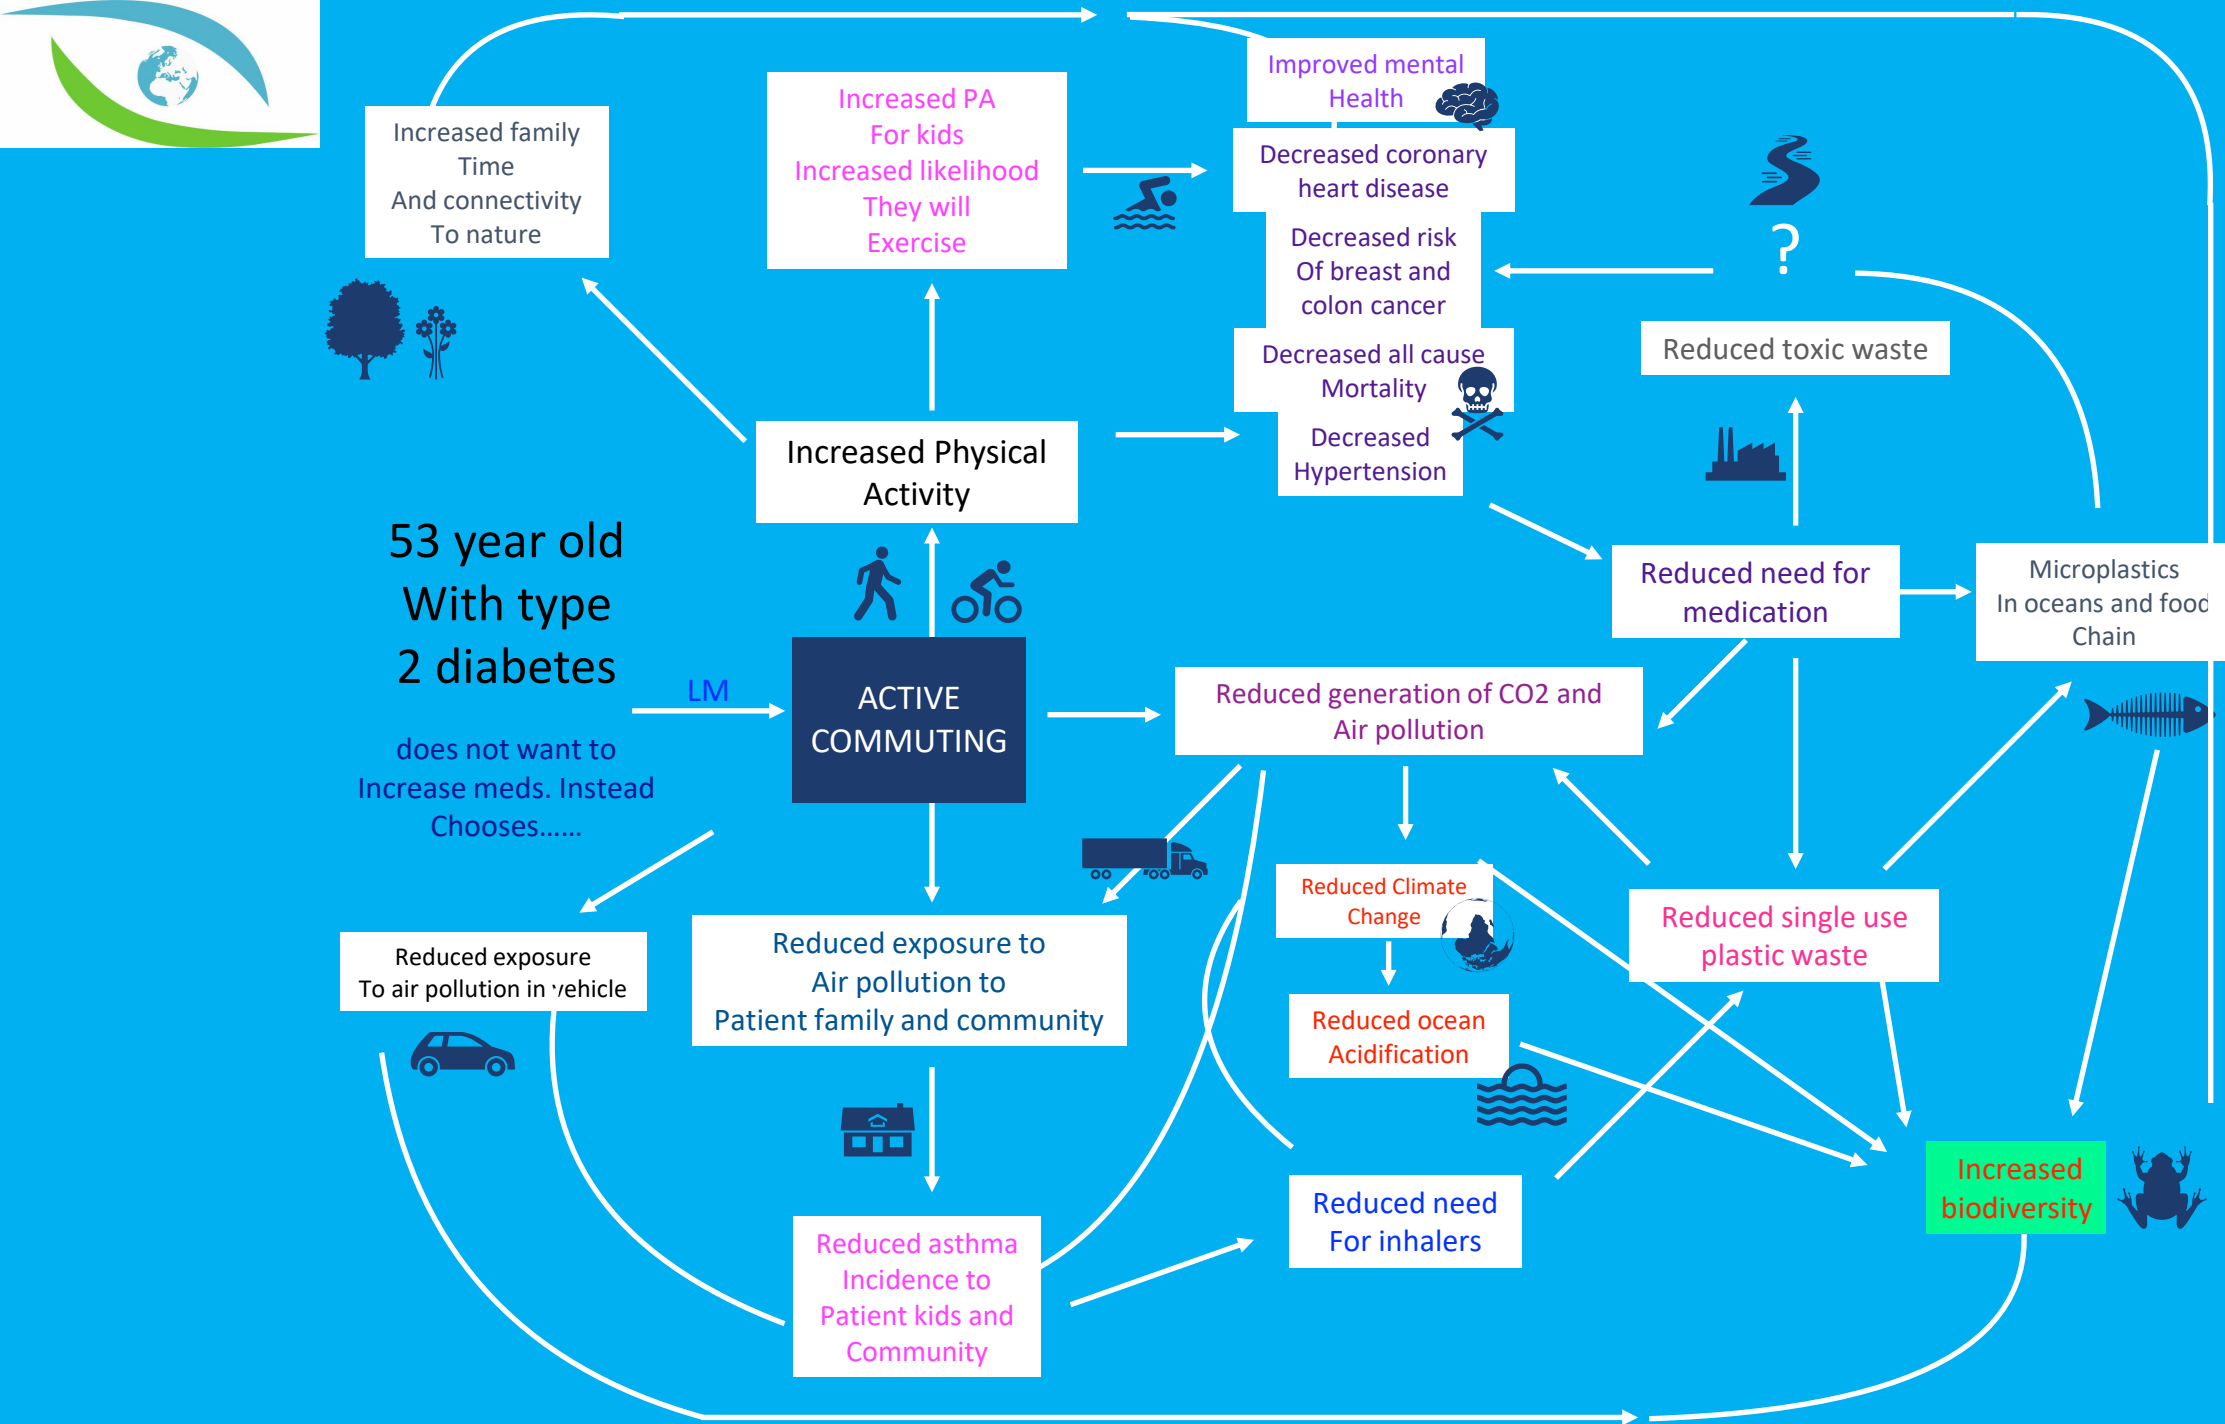 Increased family
Time
And connectivity
To nature
Increased PA
For kids
Increased likelihood
They will
Exercise
Improved mental
Health
Decreased coronary
heart disease
Decreased risk
Of breast and
colon cancer
Decreased all cause
Mortality
Decreased
Hypertension
?
Reduced toxic waste
Increased Physical
Activity
53 year old
With type
2 diabetes
does not want to
Increase meds. Instead
Chooses......
LM
ACTIVE
COMMUTING
Reduced need for
medication
Microplastics
In oceans and food
Chain
Reduced generation of CO2 and
Air pollution
Reduced Climate
Change
Reduced single use
plastic waste
Reduced exposure
To air pollution in vehicle
Reduced exposure to
Air pollution to
Patient family and community
Reduced ocean
Acidification
Reduced asthma
Incidence to
Patient kids and
Community
Reduced need
For inhalers
Increased
biodiversity